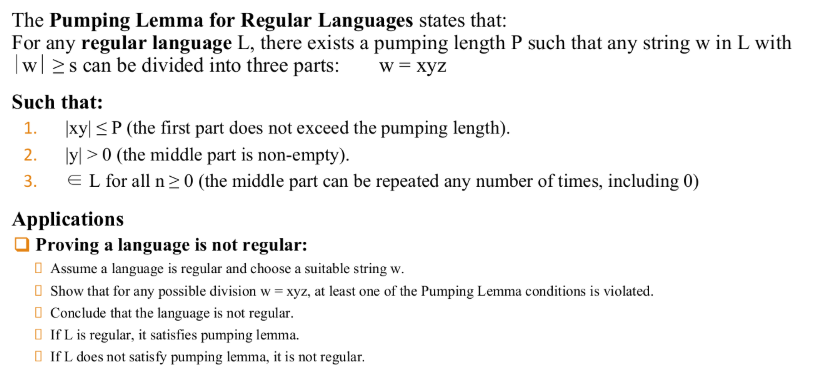 The Pumping Lemma for Regular Languages states that:
For any regular language L, there exists a pumping length P such that any string w in L with
|w| ≥s can be divided into three parts: w = xyz
Such that:
1. |xy| ≤ P (the first part does not exceed the pumping length).
2. |y| > 0 (the middle part is non-empty).
3. ∈ L for all n ≥ 0 (the middle part can be repeated any number of times, including 0)
Applications
❑ Proving a language is not regular:
▯ Assume a language is regular and choose a suitable string w.
▯ Show that for any possible division w = xyz, at least one of the Pumping Lemma conditions is violated.
▯ Conclude that the language is not regular.
▯ If L is regular, it satisfies pumping lemma.
▯ If L does not satisfy pumping lemma, it is not regular.